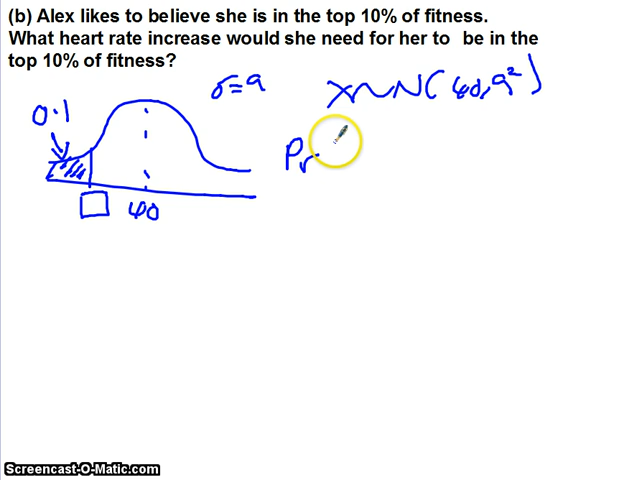 (b) Alex likes to believe she is in the top 10% of fitness.
What heart rate increase would she need for her to be in the
top 10% of fitness?
σ=9
X~N(40,9²)
0.1
Pr
40
Screencast-O-Matic.com